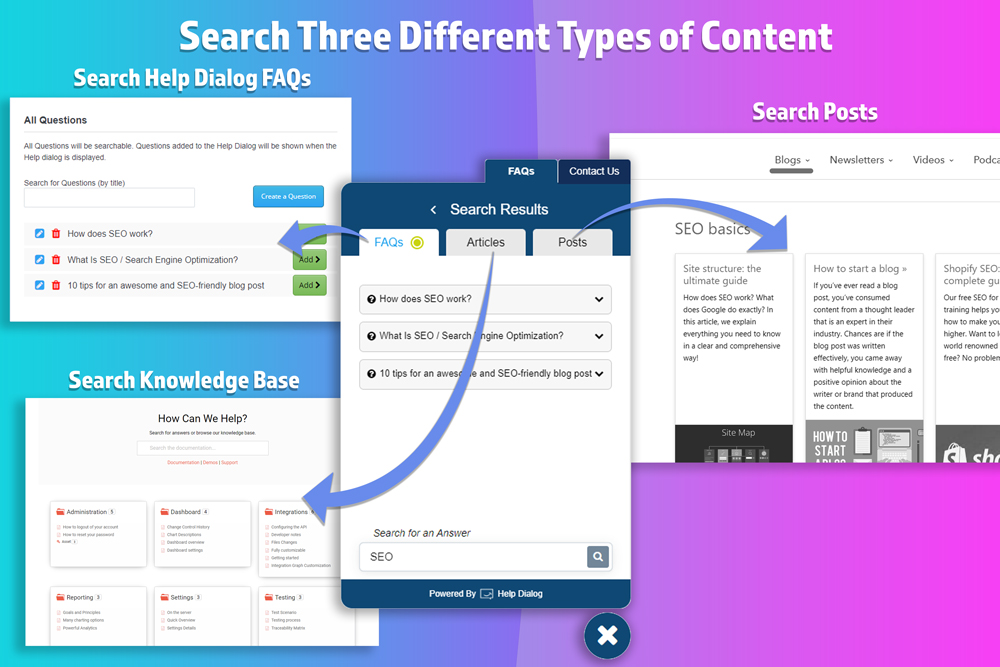 Search Three Different Types of Content
Search Help Dialog FAQs
All Questions
All Questions will be searchable. Questions added to the Help Dialog will be shown when the
Help dialog is displayed.
Search for Questions (by title)
Create a Question
How does SEO work?
What Is SEO / Search Engine Optimization?
Add
10 tips for an awesome and SEO-friendly blog post
Add
Search Knowledge Base
How Can We Help?
Search for answers or browse our knowledge base.
Search the documentation...
Documentation | Demos | Support
Administration 5
How to logout of your account
How to reset your password
Dashboard 4
Change Control History
Chart Descriptions
Dashboard overview
Dashboard settings
Integrations
Configuring the API
Developer notes
Files Changes
Fully customizable
Getting started
Integration Graph Customization
Reporting 3
Goals and Principles
Many charting options
Powerful Analytics
Settings 3
On the server
Quick Overview
Settings Details
Testing 3
Test Scenario
Testing process
Traceability Matrix
FAQs
Contact Us
Search Results
FAQs
Articles
Posts
How does SEO work?
What Is SEO / Search Engine Optimization?
10 tips for an awesome and SEO-friendly blog post
Search for an Answer
SEO
Powered By Help Dialog
Search Posts
Blogs
Newsletters
Videos
Podca
SEO basics
Site structure: the
ultimate guide
How does SEO work? What
does Google do exactly? In
this article, we explain
everything you need to know
in a clear and comprehensive
way!
Site Map
How to start a blog »
If you've ever read a blog
post, you've consumed
content from a thought leader
that is an expert in their
industry. Chances are if the
blog post was written
effectively, you came away
with helpful knowledge and a
positive opinion about the
writer or brand that produced
the content.
HOW TO
START
Shopify SEO:
complete gu
Our free SEO for
training helps yo
how to make you
higher. Want to l
world renowned
free? No problem
sho